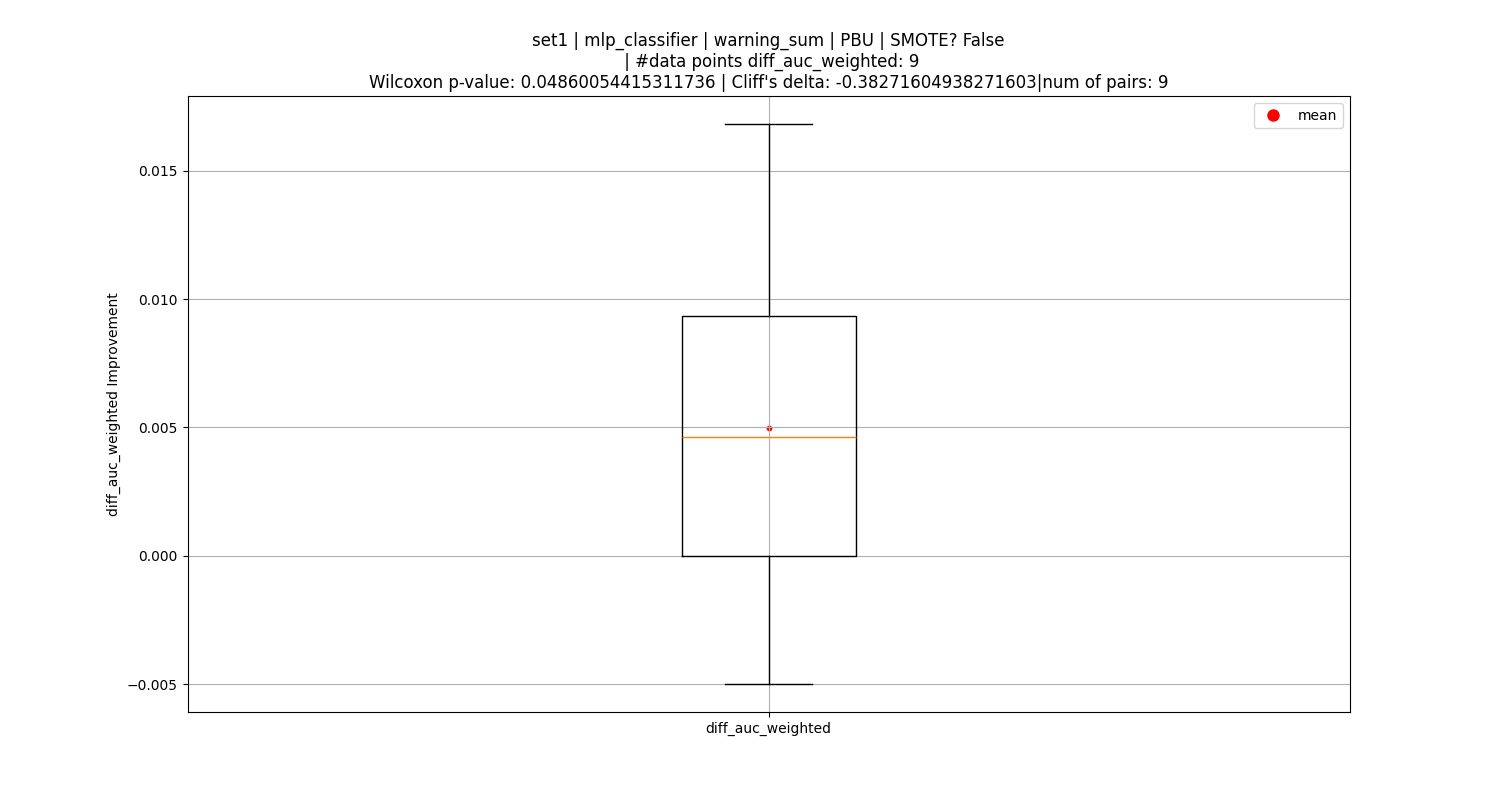 set1 | mlp_classifier | warning_sum | PBU | SMOTE? False
| #data points diff_auc_weighted: 9
Wilcoxon p-value: 0.04860054415311736 | Cliff's delta: -0.38271604938271603|num of pairs: 9
mean
0.015
0.010
0.005
0.000
−0.005
diff_auc_weighted Improvement
diff_auc_weighted